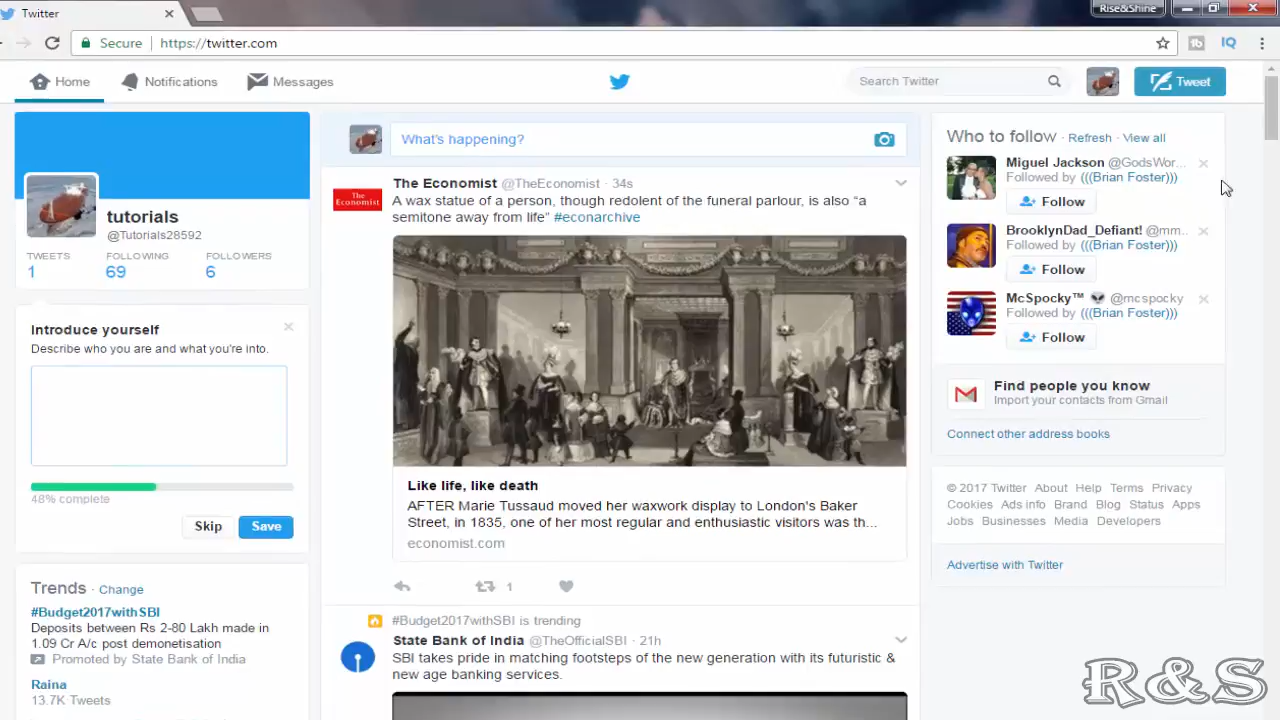 Twitter
Rise&Shine
Secure
https://twitter.com
Home
Notifications
Messages
Search Twitter
Tweet
tutorials
@Tutorials28592
TWEETS
FOLLOWING
FOLLOWERS
1
69
6
Introduce yourself
Describe who you are and what you're into.
48% complete
Skip
Save
Trends · Change
#Budget2017withSBI
Deposits between Rs 2-80 Lakh made in
1.09 Cr A/c post demonetisation
Promoted by State Bank of India
Raina
13.7K Tweets
What's happening?
The Economist
The Economist @TheEconomist · 34s
A wax statue of a person, though redolent of the funeral parlour, is also “a
semitone away from life” #econarchive
Like life, like death
AFTER Marie Tussaud moved her waxwork display to London's Baker
Street, in 1835, one of her most regular and enthusiastic visitors was th...
economist.com
1
#Budget2017withSBI is trending
State Bank of India @TheOfficialSBI · 21h
SBI takes pride in matching footsteps of the new generation with its futuristic &
new age banking services.
Who to follow · Refresh · View all
Miguel Jackson @GodsWor...
Followed by (((Brian Foster)))
Follow
BrooklynDad_Defiant! @mm...
Followed by (((Brian Foster)))
Follow
McSpocky™ 👽 @mcspocky
Followed by (((Brian Foster)))
Follow
Find people you know
Import your contacts from Gmail
Connect other address books
© 2017 Twitter About Help Terms Privacy
Cookies Ads info Brand Blog Status Apps
Jobs Businesses Media Developers
Advertise with Twitter
R&S